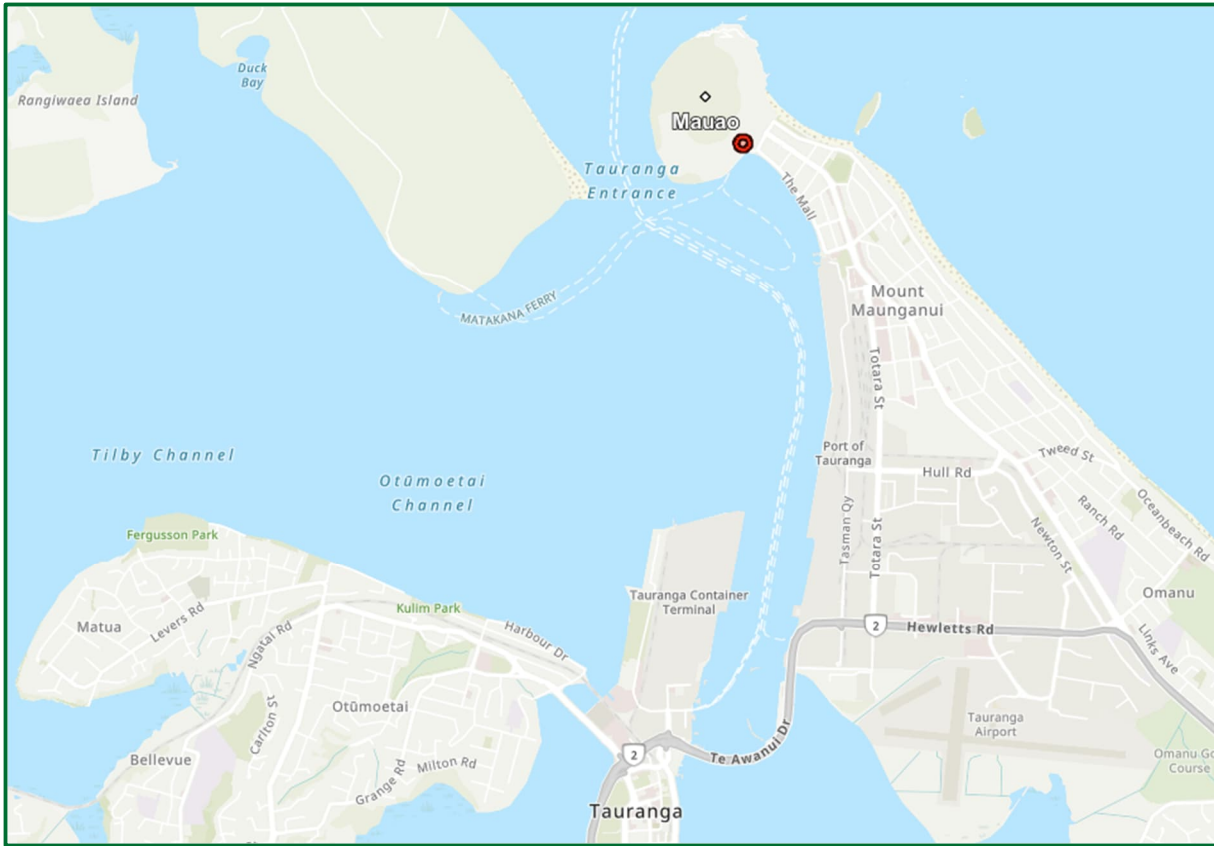 Duck
Bay
Rangiwaea Island
Mauao
Tauranga
Entrance
The Mall
MATAKANA FERRY
Mount
Maunganui
Totara St
Tilby Channel
Otūmoetai
Channel
Port of
Tauranga
Hull Rd
Tweed St
Oceanbeach Rd
Ranch Rd
Newton St
Tasman Qy
Totara St
Fergusson Park
Tauranga Container
Terminal
Omanu
Kulim Park
Harbour Dr
Matua
Levers Rd
Ngatai Rd
2
Hewletts Rd
Links Ave
Carlton St
Otūmoetai
Tauranga
Airport
Bellevue
Milton Rd
Grange Rd
2
Te Awanui Dr
Omanu Go
Course
Tauranga